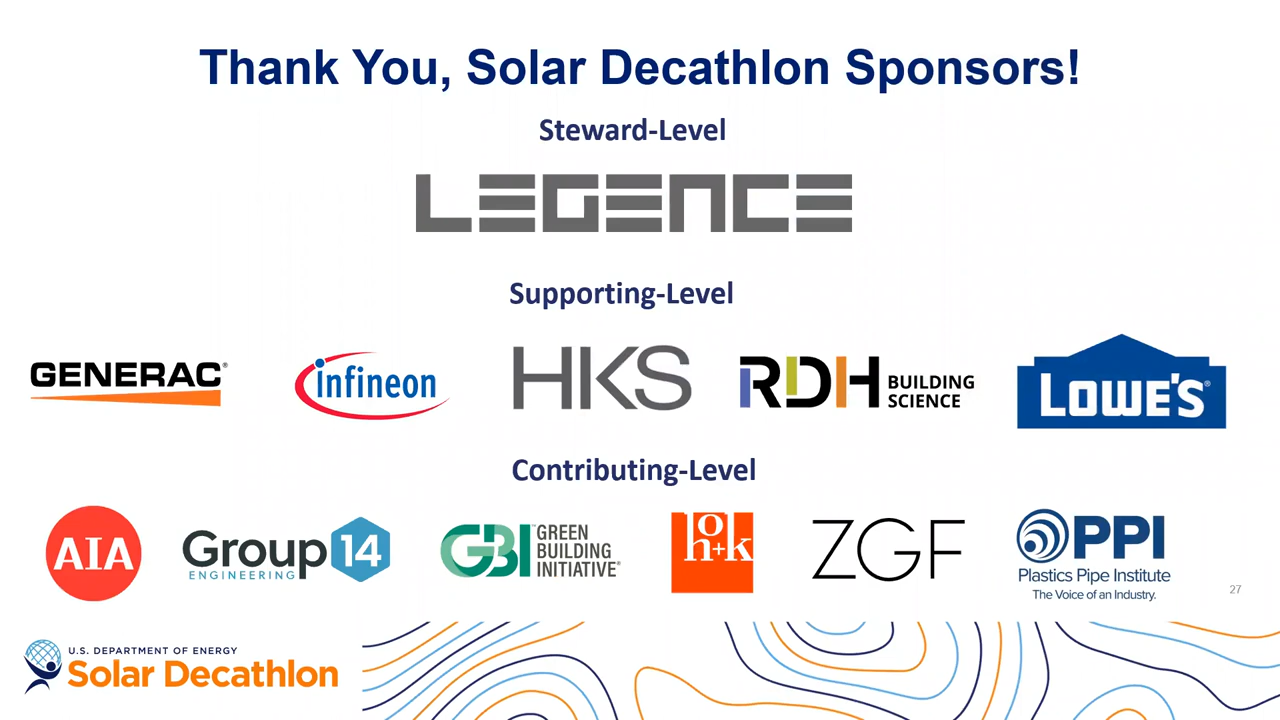 Thank You, Solar Decathlon Sponsors!
Steward-Level
LEGENCE
Supporting-Level
GENERAC®
infineon
HKS
RDH BUILDING
SCIENCE
LOWE'S®
Contributing-Level
AIA
Group 14
ENGINEERING
GBI GREEN
BUILDING
INITIATIVE®
hok
+
ZGF
PPI
Plastics Pipe Institute
The Voice of an Industry.
27
U.S. DEPARTMENT OF ENERGY
Solar Decathlon